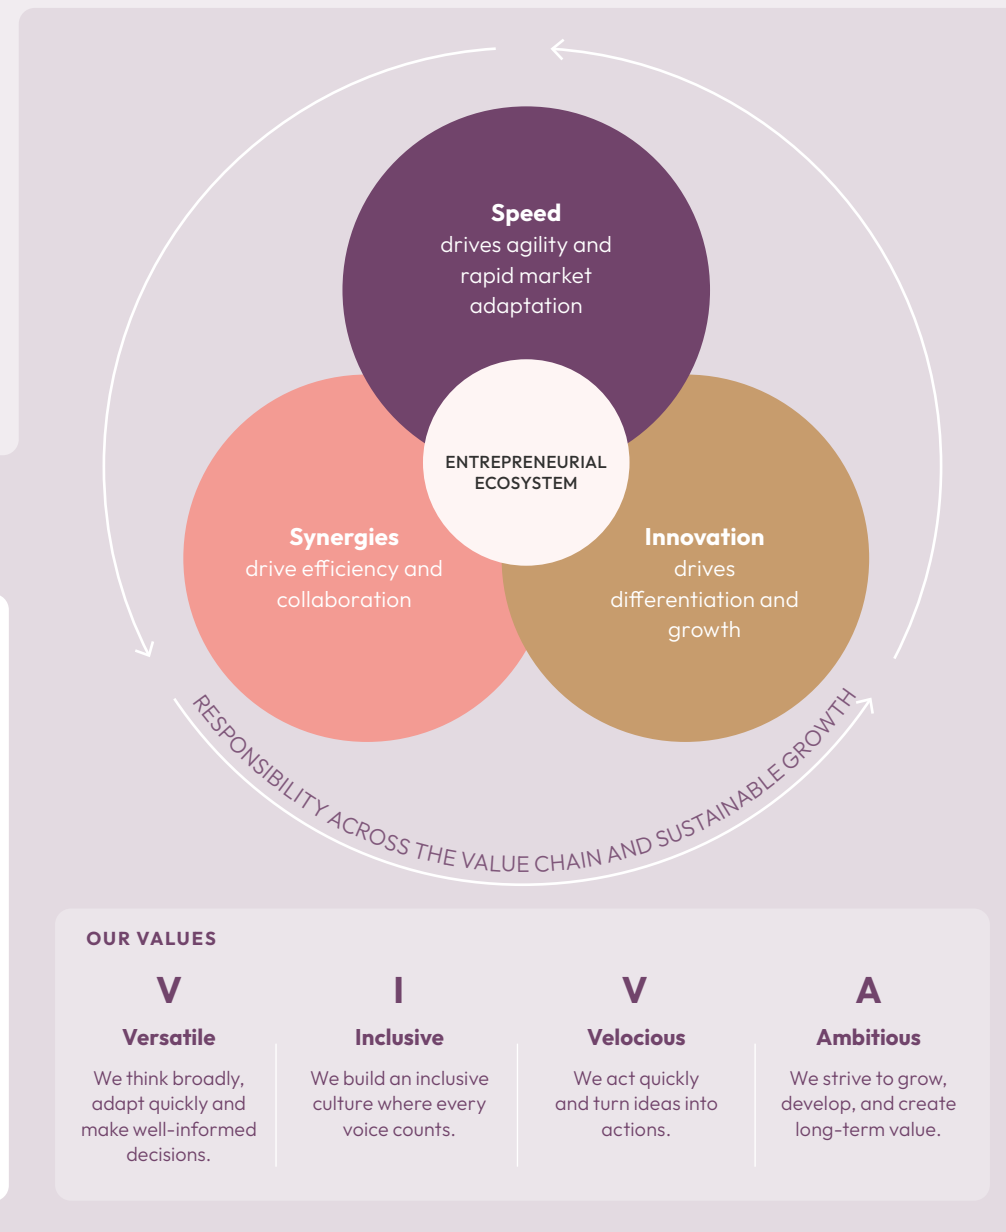 Speed
drives agility and
rapid market
adaptation
ENTREPRENEURIAL
ECOSYSTEM
Synergies
drive efficiency and
collaboration
Innovation
drives
differentiation and
growth
RESPONSIBILITY ACROSS THE VALUE CHAIN AND SUSTAINABLE GROWTH
OUR VALUES
V
Versatile
We think broadly,
adapt quickly and
make well-informed
decisions.
I
Inclusive
We build an inclusive
culture where every
voice counts.
V
Velocious
We act quickly
and turn ideas into
actions.
A
Ambitious
We strive to grow,
develop, and create
long-term value.